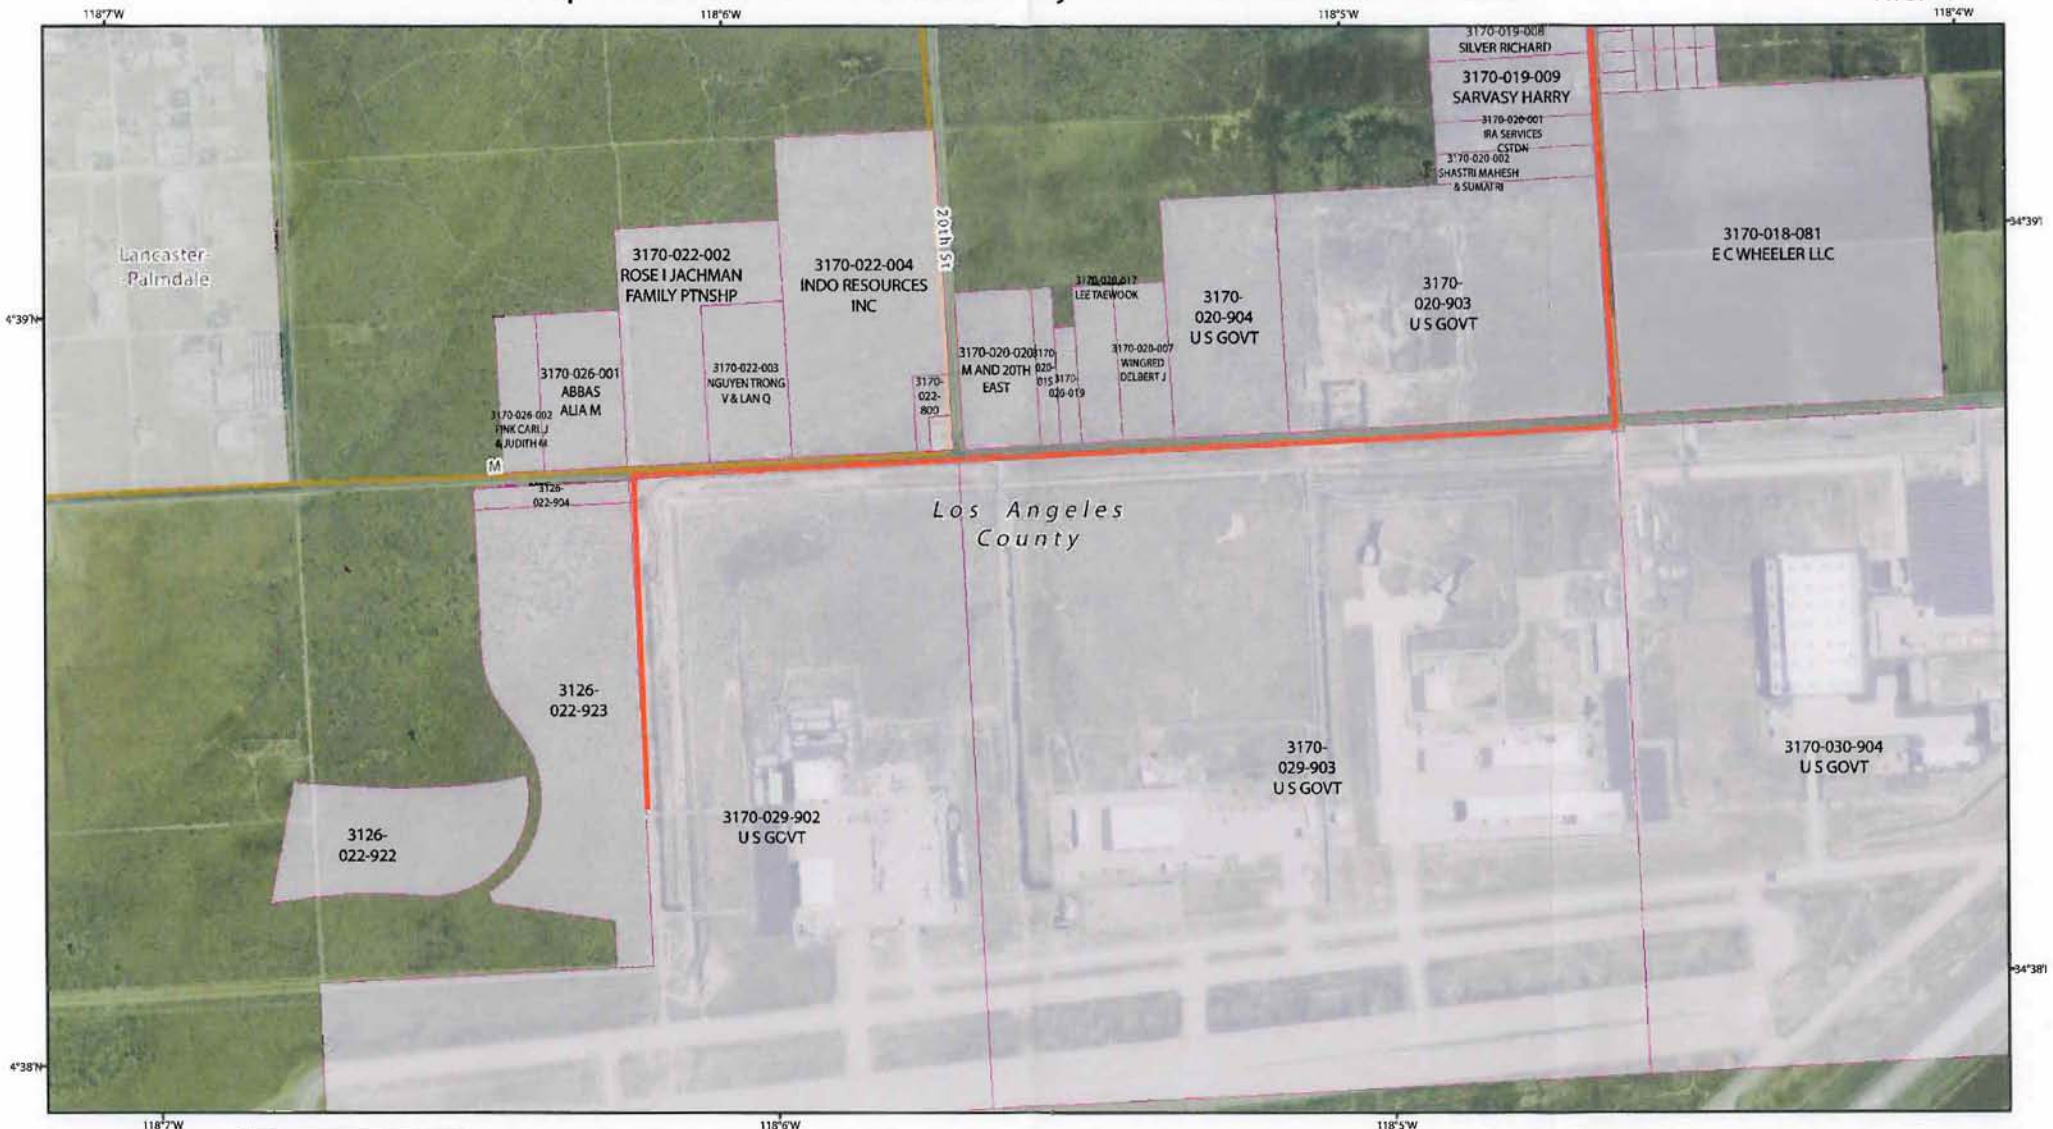 118°7'W
118°6'W
118°5'W
118°4'W
3170-019-008
SILVER RICHARD
3170-019-009
SARVASY HARRY
3170-020-001
IRA SERVICES
CSTDN
3170-020-002
SHASTRI MAHESH
& SUMATRI
34°39'
4°39'N
Lancaster-
-Palmdale
3170-022-002
ROSE I JACHMAN
FAMILY PTNSHP
3170-022-004
INDO RESOURCES
INC
20th St
3170-020-017
LEE TAEWOOK
3170-
020-904
U S GOVT
3170-
020-903
U S GOVT
3170-018-081
E C WHEELER LLC
3170-026-002
FINK CARL J
& JUDITH M
3170-026-001
ABBAS
ALIA M
3170-022-003
NGUYEN TRONG
V & LAN Q
3170-
022-
800
3170-020-020
M AND 20TH
EAST
3170
020-
015
3170-
020-019
3170-020-007
WINGRED
DELBERT J
M
3126-
022-904
Los Angeles
County
3126-
022-923
3126-
022-922
3170-029-902
U S GOVT
3170-
029-903
U S GOVT
3170-030-904
U S GOVT
34°38'
4°38'N
118°7'W
118°6'W
118°5'W